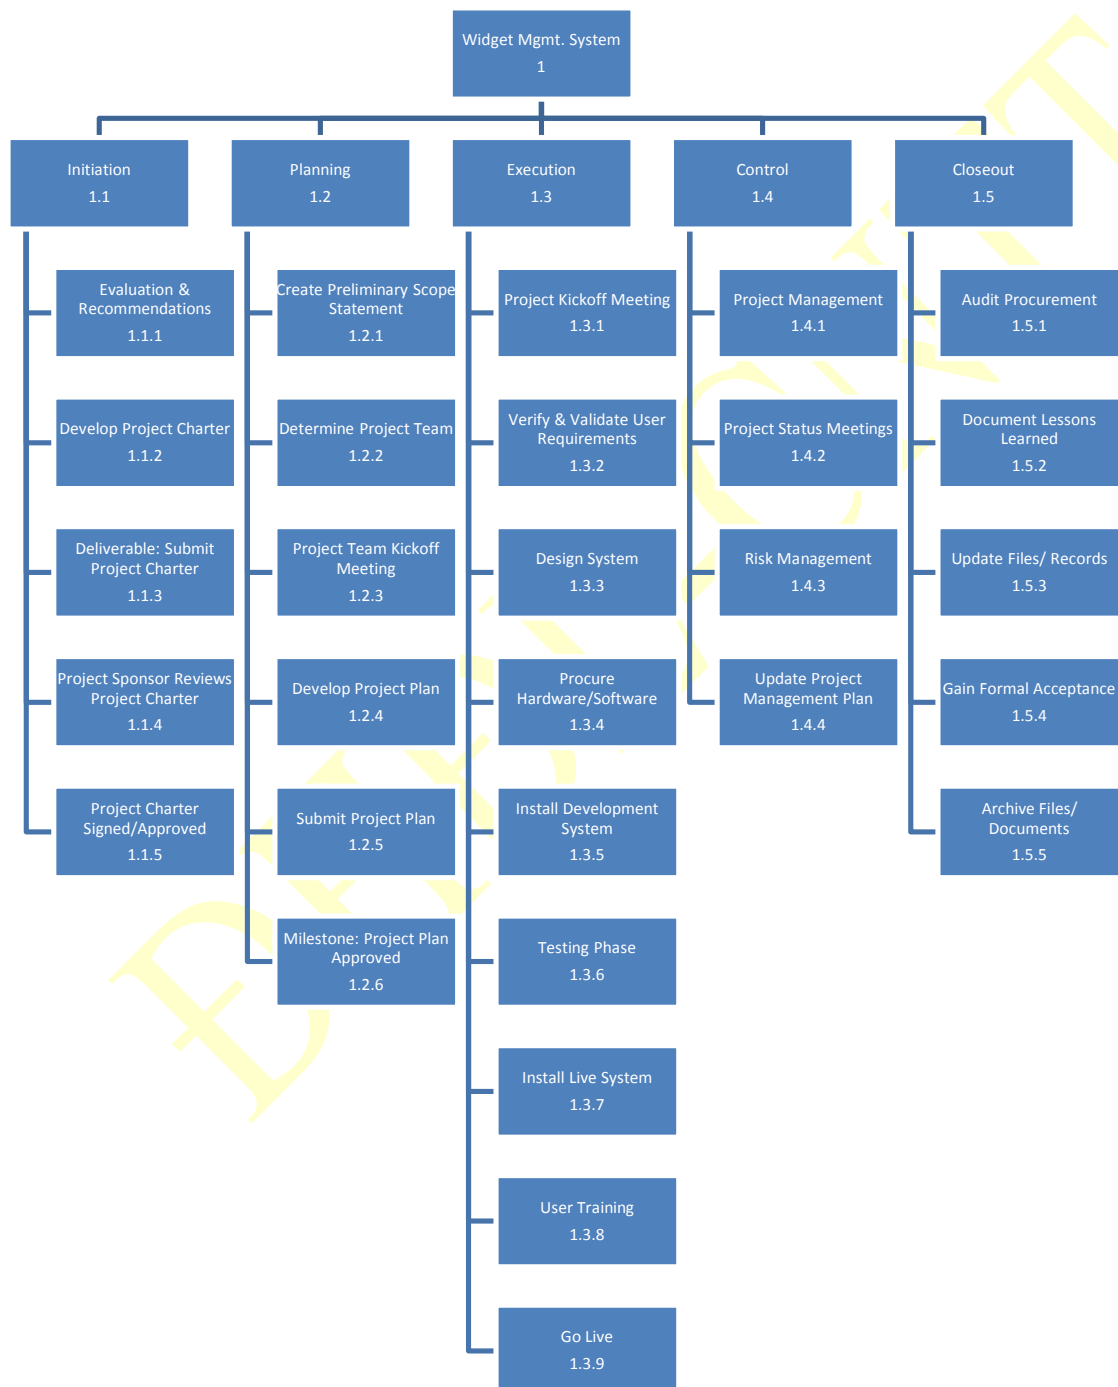 Widget Mgmt. System
1
Initiation
1.1
Evaluation &
Recommendations
1.1.1
Develop Project Charter
1.1.2
Deliverable: Submit
Project Charter
1.1.3
Project Sponsor Reviews
Project Charter
1.1.4
Project Charter
Signed/Approved
1.1.5
Planning
1.2
Create Preliminary Scope
Statement
1.2.1
Determine Project Team
1.2.2
Project Team Kickoff
Meeting
1.2.3
Develop Project Plan
1.2.4
Submit Project Plan
1.2.5
Milestone: Project Plan
Approved
1.2.6
Execution
1.3
Project Kickoff Meeting
1.3.1
Verify & Validate User
Requirements
1.3.2
Design System
1.3.3
Procure
Hardware/Software
1.3.4
Install Development
System
1.3.5
Testing Phase
1.3.6
Install Live System
1.3.7
User Training
1.3.8
Go Live
1.3.9
Control
1.4
Project Management
1.4.1
Project Status Meetings
1.4.2
Risk Management
1.4.3
Update Project
Management Plan
1.4.4
Closeout
1.5
Audit Procurement
1.5.1
Document Lessons
Learned
1.5.2
Update Files/ Records
1.5.3
Gain Formal Acceptance
1.5.4
Archive Files/
Documents
1.5.5